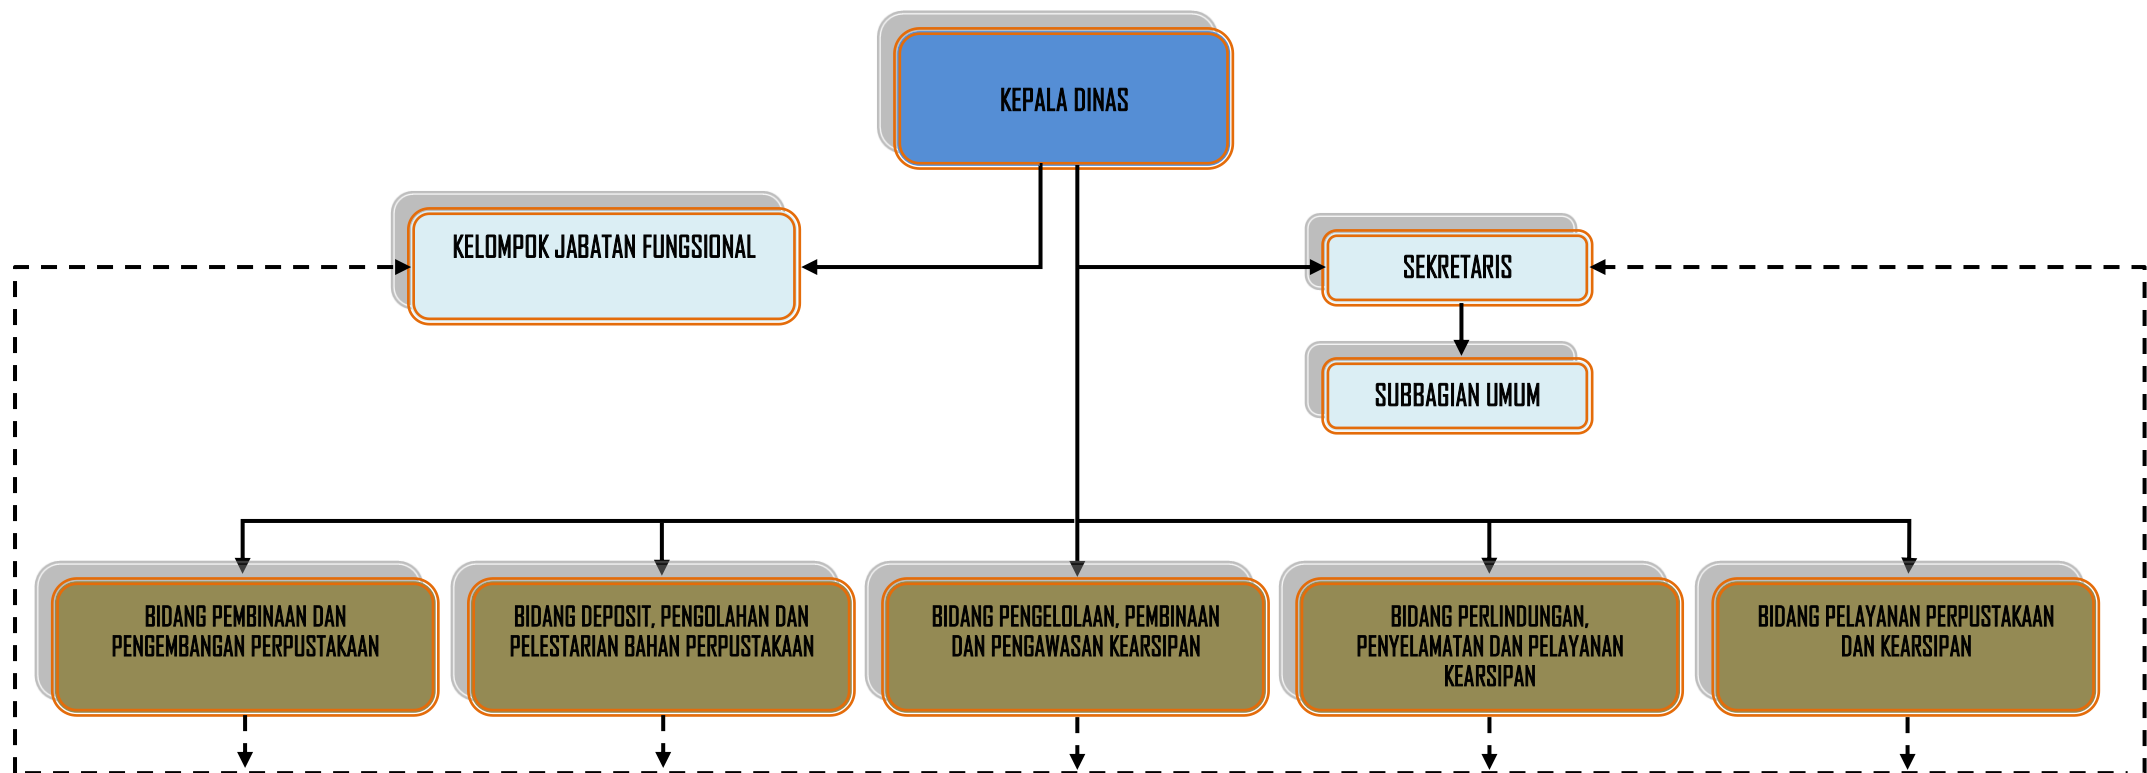 KEPALA DINAS
KELOMPOK JABATAN FUNGSIONAL
SEKRETARIS
SUBBAGIAN UMUM
BIDANG PEMBINAAN DAN
PENGEMBANGAN PERPUSTAKAAN
BIDANG DEPOSIT, PENGOLAHAN DAN
PELESTARIAN BAHAN PERPUSTAKAAN
BIDANG PENGELOLAAN, PEMBINAAN
DAN PENGAWASAN KEARSIPAN
BIDANG PERLINDUNGAN,
PENYELAMATAN DAN PELAYANAN
KEARSIPAN
BIDANG PELAYANAN PERPUSTAKAAN
DAN KEARSIPAN